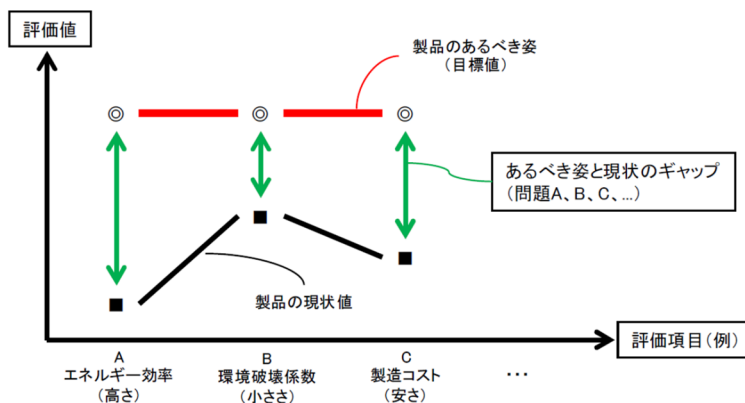 評価値
製品のあるべき姿
（目標値）
あるべき姿と現状のギャップ
（問題A、B、C、…）
製品の現状値
評価項目（例）
A
エネルギー効率
（高さ）
B
環境破壊係数
（小ささ）
C
製造コスト
（安さ）
…